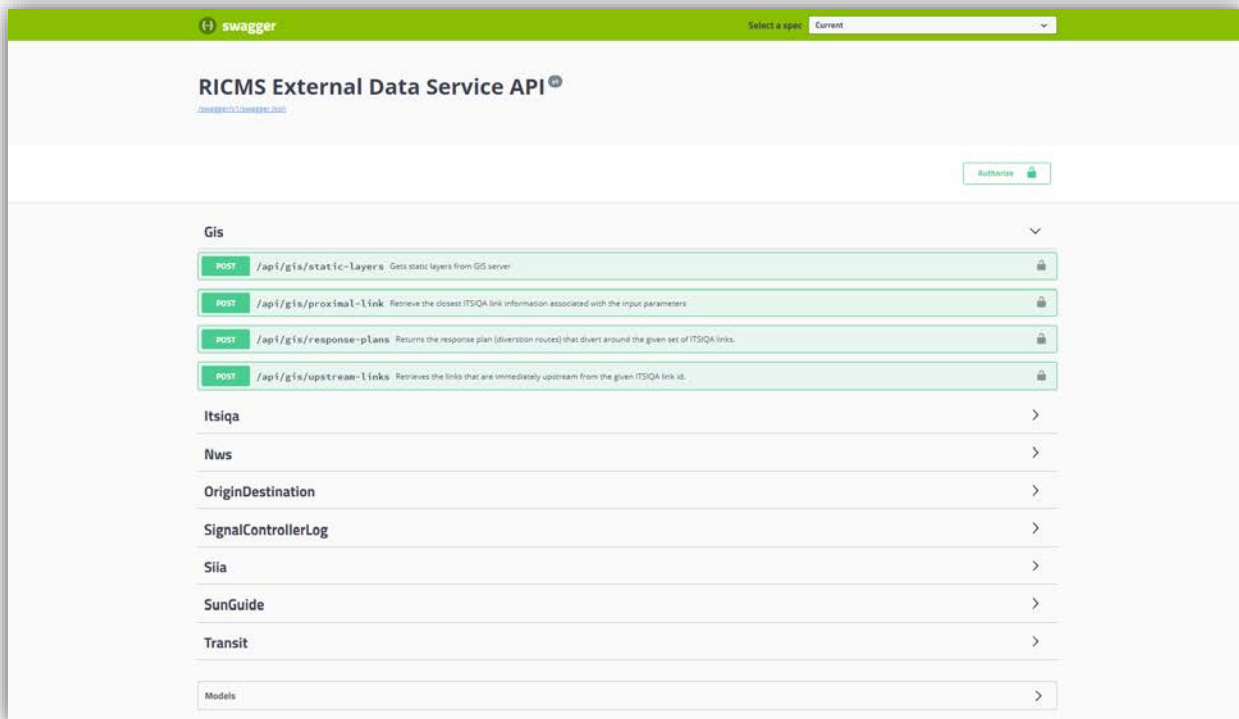 swagger
Select a spec Current
RICMS External Data Service API v1
/swagger/v1/swagger.json
Authorize
Gis
POST /api/gis/static-layers Gets static layers from GIS server
POST /api/gis/proximal-link Retrieve the closest ITSIQA link information associated with the input parameters
POST /api/gis/response-plans Returns the response plan (diverstion routes) that divert around the given set of ITSIQA links.
POST /api/gis/upstream-links Retrieves the links that are immediately upstream from the given ITSIQA link id.
Itsiqa
Nws
OriginDestination
SignalControllerLog
Siia
SunGuide
Transit
Models